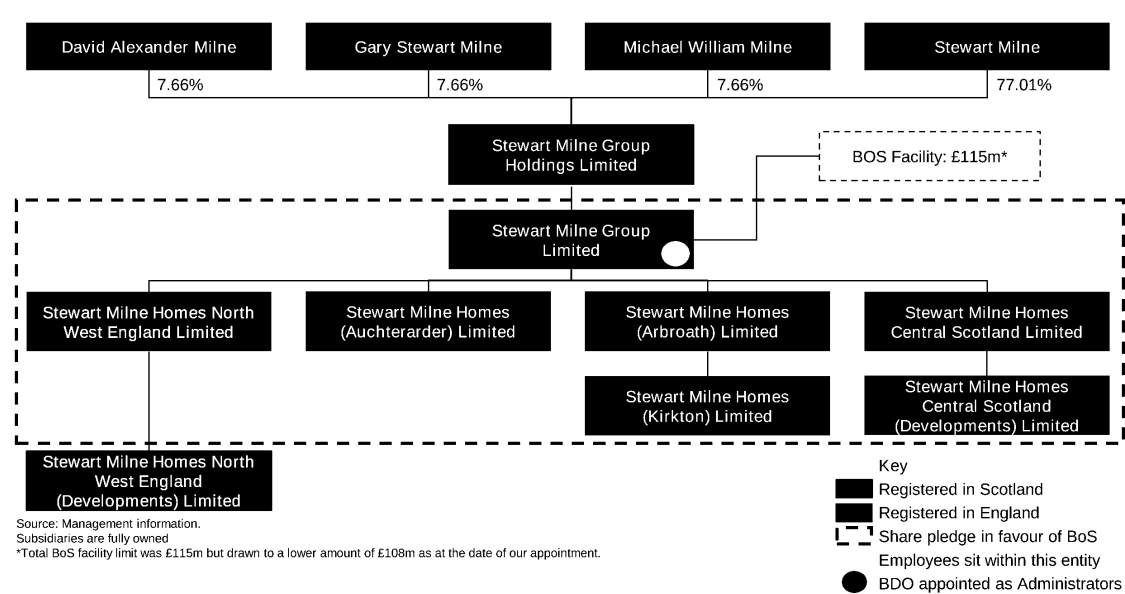 David Alexander Milne
Gary Stewart Milne
Michael William Milne
Stewart Milne
7.66%
7.66%
7.66%
77.01%
Stewart Milne Group
Holdings Limited
BOS Facility: £115m*
Stewart Milne Group
Limited
Stewart Milne Homes North
West England Limited
Stewart Milne Homes
(Auchterarder) Limited
Stewart Milne Homes
(Arbroath) Limited
Stewart Milne Homes
Central Scotland Limited
Stewart Milne Homes
(Kirkton) Limited
Stewart Milne Homes
Central Scotland
(Developments) Limited
Stewart Milne Homes North
West England
(Developments) Limited
Source: Management information.
Subsidiaries are fully owned
*Total BoS facility limit was £115m but drawn to a lower amount of £108m as at the date of our appointment.
Key
Registered in Scotland
Registered in England
Share pledge in favour of BoS
Employees sit within this entity
BDO appointed as Administrators